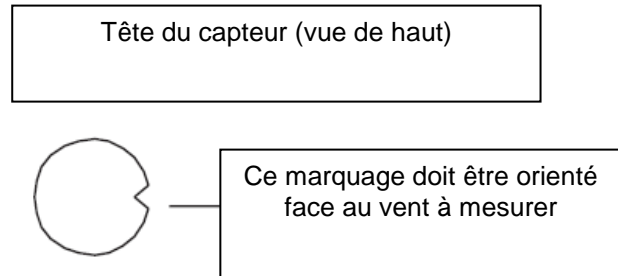 Tête du capteur (vue de haut)
Ce marquage doit être orienté
face au vent à mesurer